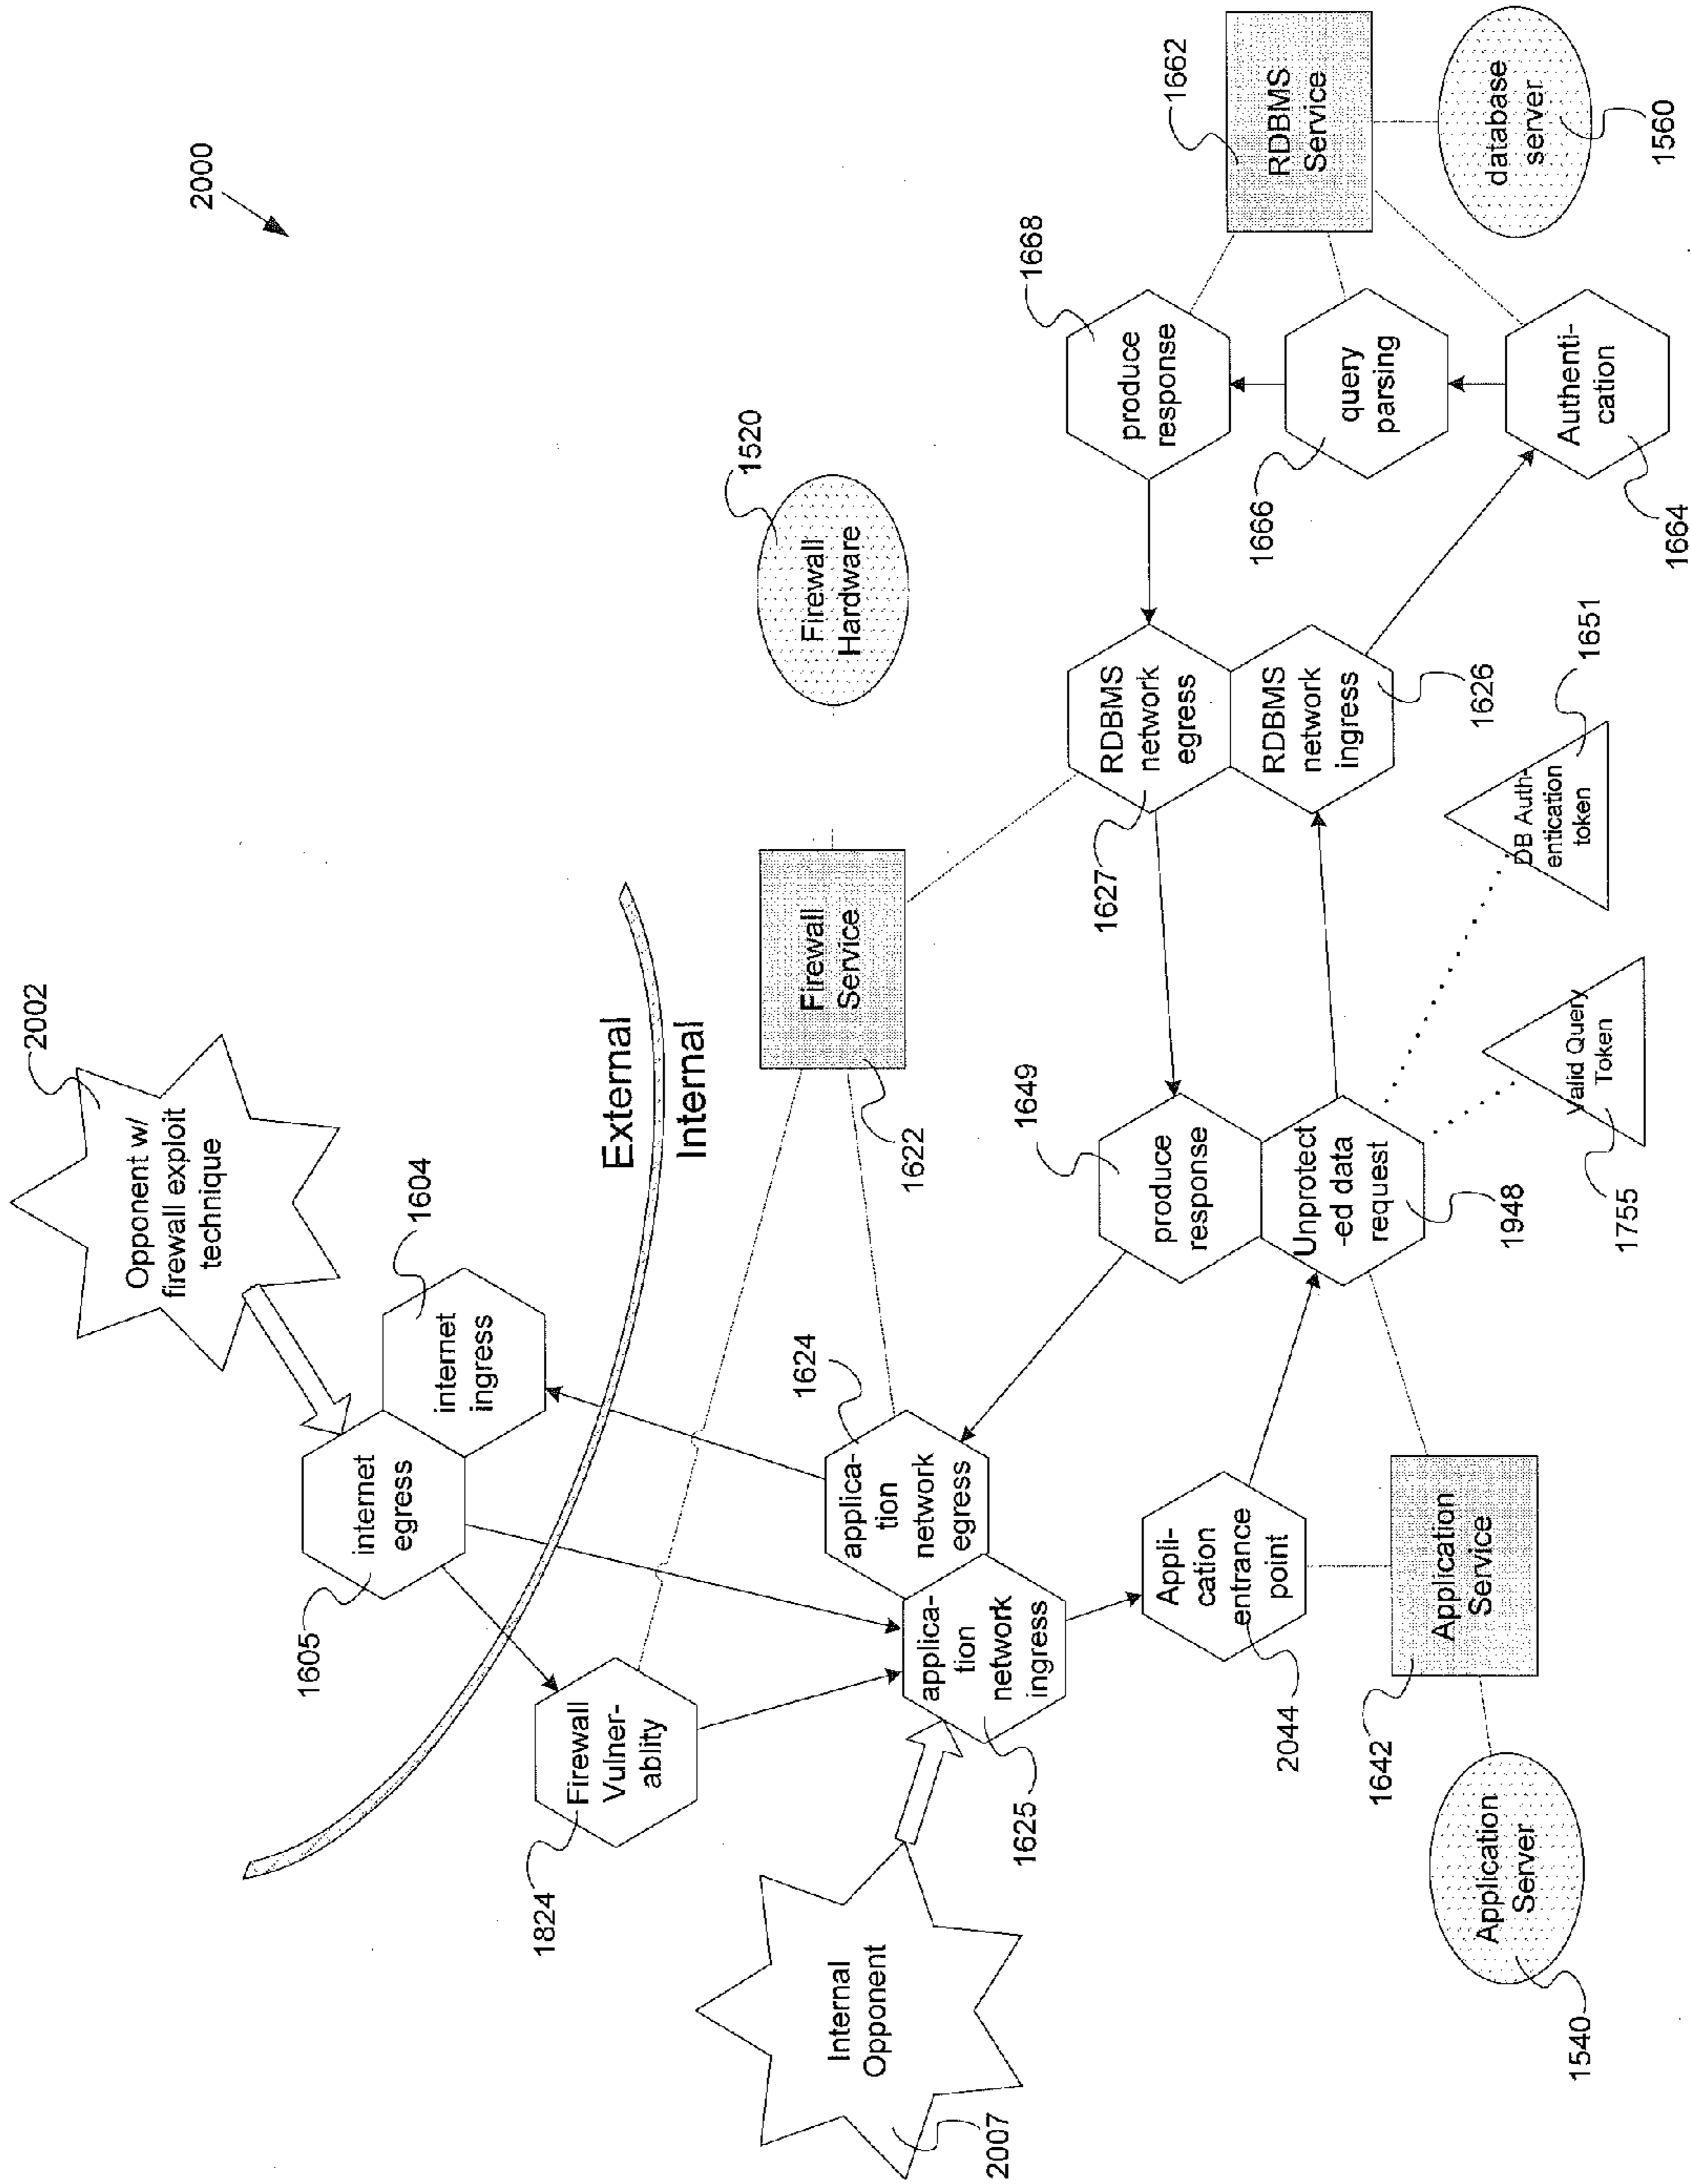 2000
2002
Opponent w/
firewall exploit
technique
1604
internet
ingress
1605
internet
egress
External
Internal
1824
Firewall
Vulner-
ablity
Firewall
Service
1622
Firewall
Hardware
1520
Internal
Opponent
2007
1624
applica-
tion
network
egress
applica-
tion
network
ingress
1625
Appli-
cation
entrance
point
2044
Application
Service
1642
Application
Server
1540
1649
produce
response
Unprotect
-ed data
request
1948
Valid Query
Token
1755
DB Auth-
entication
token
1651
1627
RDBMS
network
egress
RDBMS
network
ingress
1626
1668
produce
response
1666
query
parsing
Authenti-
cation
1664
1662
RDBMS
Service
database
server
1560